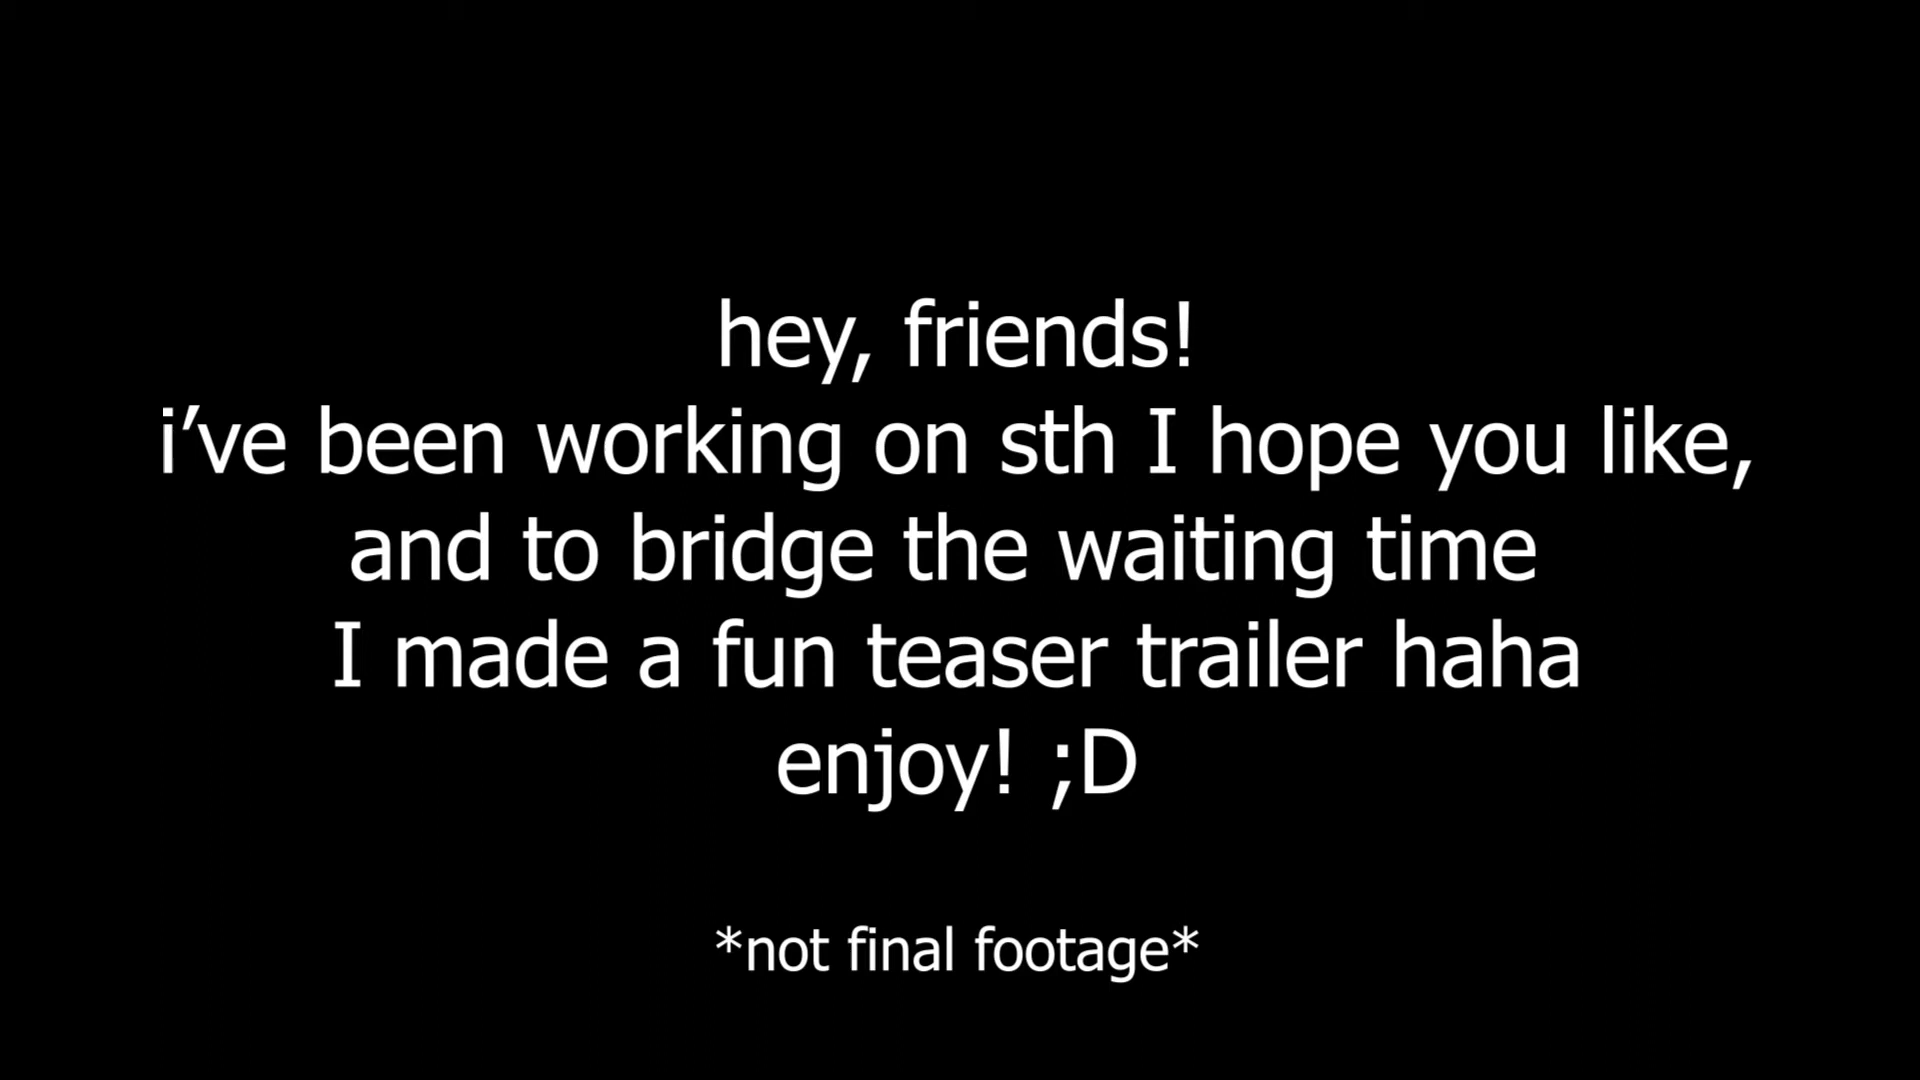 hey, friends!
i’ve been working on sth I hope you like,
and to bridge the waiting time
I made a fun teaser trailer haha
enjoy! ;D
*not final footage*